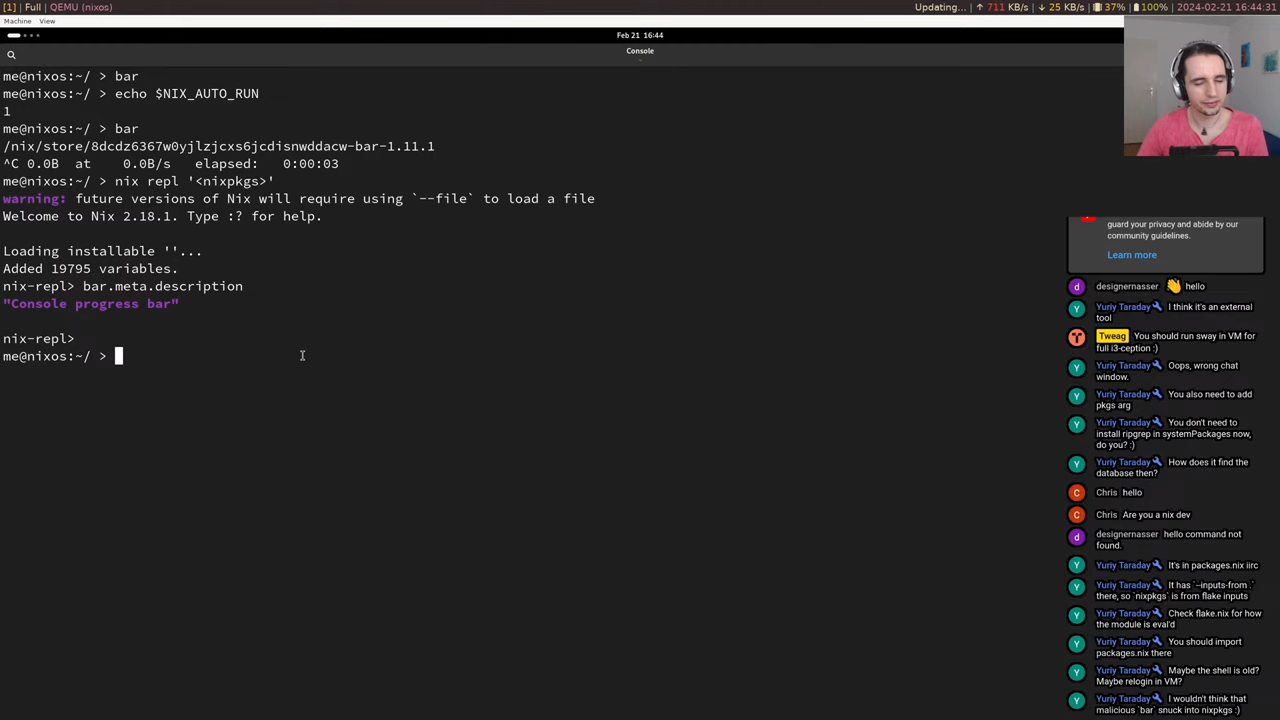 [1] | Full | QEMU (nixos)
Updating... | ↑ 711 KB/s | ↓ 25 KB/s | 37% | 100% | 2024-02-21 16:44:31
Machine View
Feb 21 16:44
Console
~
me@nixos:~/ > bar
me@nixos:~/ > echo $NIX_AUTO_RUN
1
me@nixos:~/ > bar
/nix/store/8dcdz6367w0yjlzjcxs6jcdisnwddacw-bar-1.11.1
^C 0.0B at 0.0B/s elapsed: 0:00:03
me@nixos:~/ > nix repl '<nixpkgs>'
warning: future versions of Nix will require using `--file` to load a file
Welcome to Nix 2.18.1. Type :? for help.
Loading installable ''...
Added 19795 variables.
nix-repl> bar.meta.description
"Console progress bar"
nix-repl>
me@nixos:~/ >
guard your privacy and abide by our
community guidelines.
Learn more
d designernasser 👋 hello
Y Yuriy Taraday I think it's an external
tool
Tweag You should run sway in VM for
full i3-ception :)
Y Yuriy Taraday Oops, wrong chat
window.
Y Yuriy Taraday You also need to add
pkgs arg
Y Yuriy Taraday You don't need to
install ripgrep in systemPackages now,
do you? :)
Y Yuriy Taraday How does it find the
database then?
C Chris hello
C Chris Are you a nix dev
d designernasser hello command not
found.
Y Yuriy Taraday It's in packages.nix iirc
Y Yuriy Taraday It has `--inputs-from .`
there, so `nixpkgs` is from flake inputs
Y Yuriy Taraday Check flake.nix for how
the module is eval'd
Y Yuriy Taraday You should import
packages.nix there
Y Yuriy Taraday Maybe the shell is old?
Maybe relogin in VM?
Y Yuriy Taraday I wouldn't think that
malicious `bar` snuck into nixpkgs :)